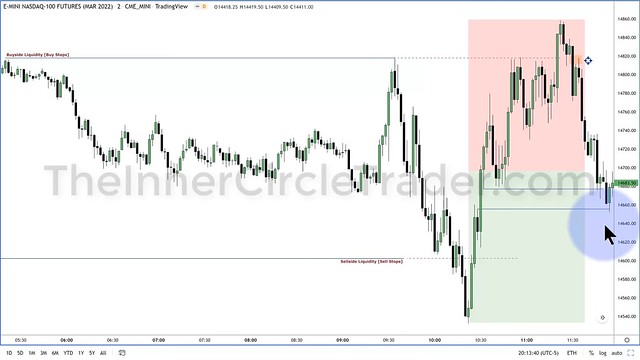 E-MINI NASDAQ-100 FUTURES (MAR 2022) 2 CME_MINI TradingView D O14418.25 H14419.50 L14409.50 C14411.00
14860.00
14840.00
Buyside Liquidity [Buy Stops]
14820.00
14800.00
14780.00
14760.00
14740.00
14720.00
14700.00
TheInnerCircleTrader.com
14683.50
14660.00
14640.00
14620.00
Sellside Liquidity [Sell Stops]
14600.00
14580.00
14560.00
14540.00
05:30 06:00 06:30 07:00 07:30 08:00 08:30 09:00 09:30 10:00 10:30 11:00 11:30
1D 5D 1M 3M 6M YTD 1Y 5Y All 20:13:40 (UTC-5) ETH % log auto